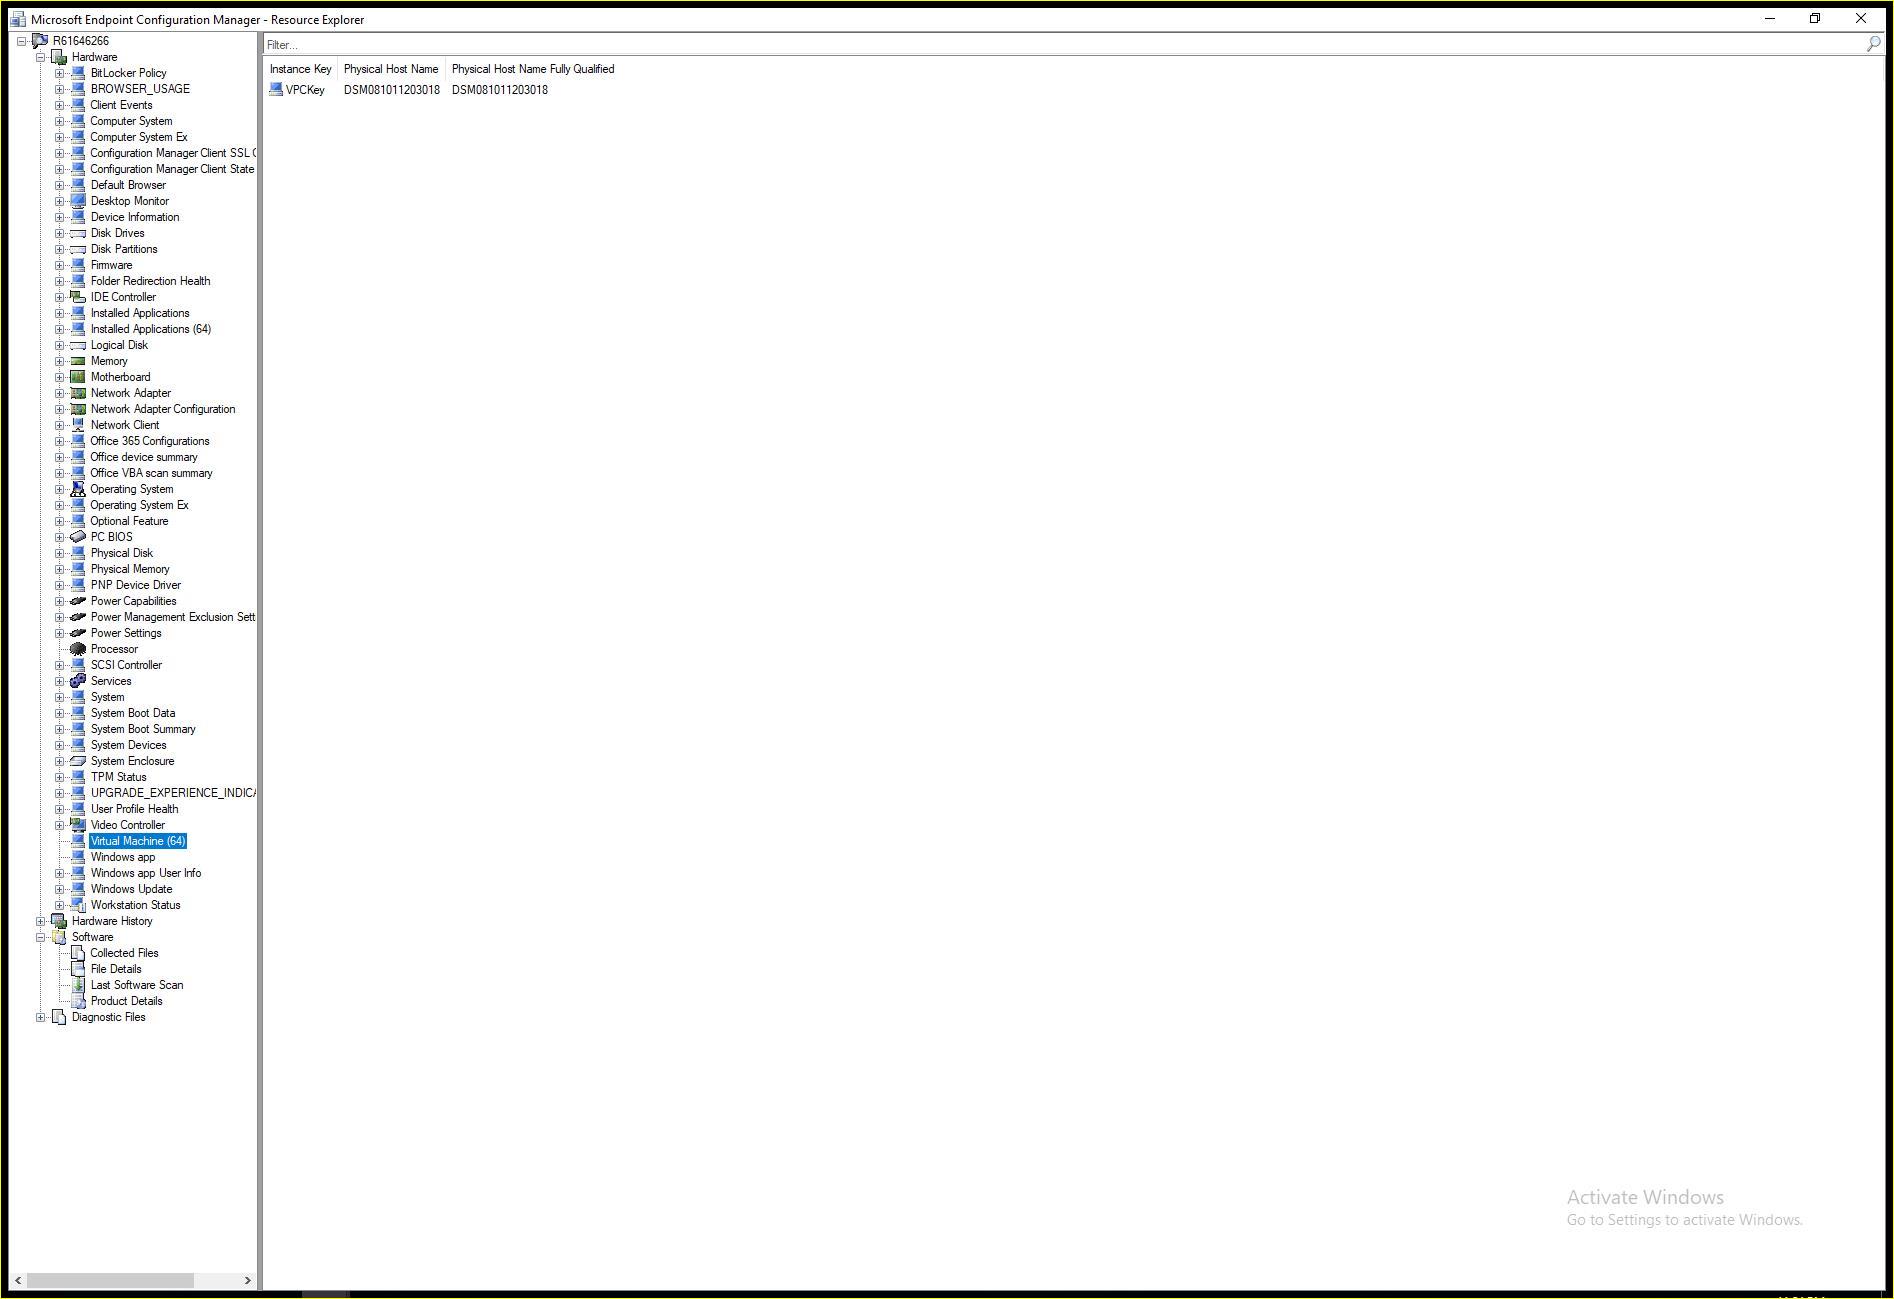 Microsoft Endpoint Configuration Manager - Resource Explorer
R61646266
Hardware
BitLocker Policy
BROWSER_USAGE
Client Events
Computer System
Computer System Ex
Configuration Manager Client SSL
Configuration Manager Client State
Default Browser
Desktop Monitor
Device Information
Disk Drives
Disk Partitions
Firmware
Folder Redirection Health
IDE Controller
Installed Applications
Installed Applications (64)
Logical Disk
Memory
Motherboard
Network Adapter
Network Adapter Configuration
Network Client
Office 365 Configurations
Office device summary
Office VBA scan summary
Operating System
Operating System Ex
Optional Feature
PC BIOS
Physical Disk
Physical Memory
PNP Device Driver
Power Capabilities
Power Management Exclusion Sett
Power Settings
Processor
SCSI Controller
Services
System
System Boot Data
System Boot Summary
System Devices
System Enclosure
TPM Status
UPGRADE_EXPERIENCE_INDICA
User Profile Health
Video Controller
Virtual Machine (64)
Windows app
Windows app User Info
Windows Update
Workstation Status
Hardware History
Software
Collected Files
File Details
Last Software Scan
Product Details
Diagnostic Files
Filter...
Instance Key Physical Host Name Physical Host Name Fully Qualified
VPCKey DSM081011203018 DSM081011203018
Activate Windows
Go to Settings to activate Windows.